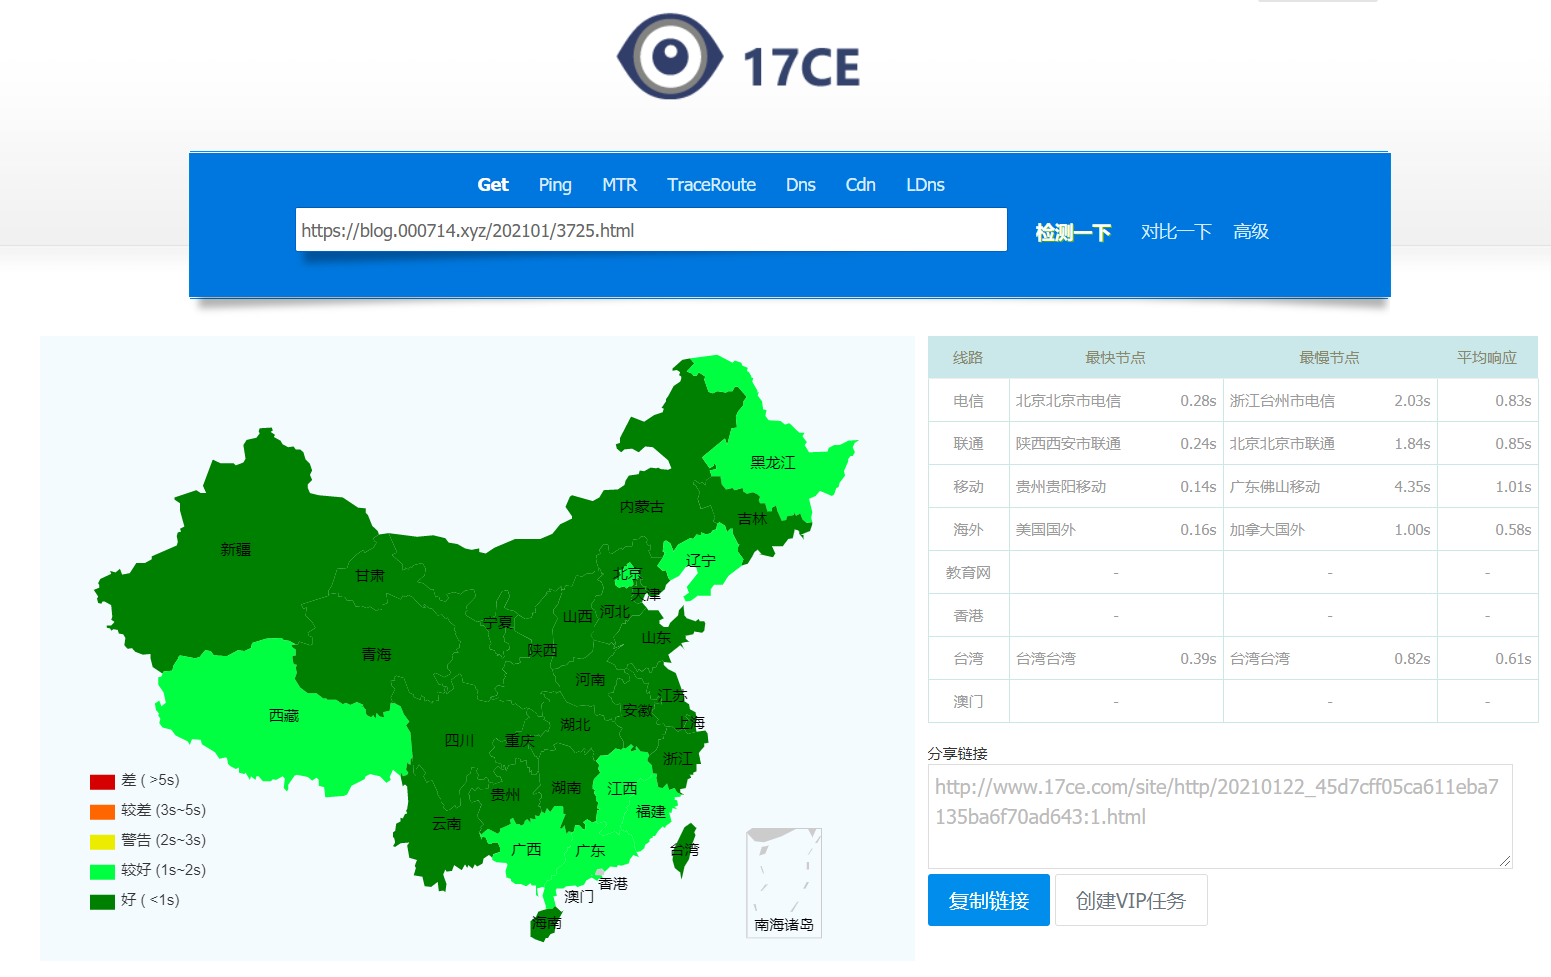 17CE
Get Ping MTR TraceRoute Dns Cdn LDns
https://blog.000714.xyz/202101/3725.html 检测一下 对比一下 高级
黑龙江
内蒙古
吉林
新疆
辽宁
甘肃
北京
天津
宁夏
山西
河北
山东
陕西
青海
河南
江苏
西藏
安徽
上海
湖北
四川
重庆
浙江
湖南
江西
贵州
福建
云南
广西
广东
台湾
香港
澳门
海南
南海诸岛
差 ( >5s)
较差 (3s~5s)
警告 (2s~3s)
较好 (1s~2s)
好 ( <1s)
线路 最快节点 最慢节点 平均响应
电信 北京北京市电信 0.28s 浙江台州市电信 2.03s 0.83s
联通 陕西西安市联通 0.24s 北京北京市联通 1.84s 0.85s
移动 贵州贵阳移动 0.14s 广东佛山移动 4.35s 1.01s
海外 美国国外 0.16s 加拿大国外 1.00s 0.58s
教育网 - - -
香港 - - -
台湾 台湾台湾 0.39s 台湾台湾 0.82s 0.61s
澳门 - - -
分享链接
http://www.17ce.com/site/http/20210122_45d7cff05ca611eba7
135ba6f70ad643:1.html
复制链接 创建VIP任务